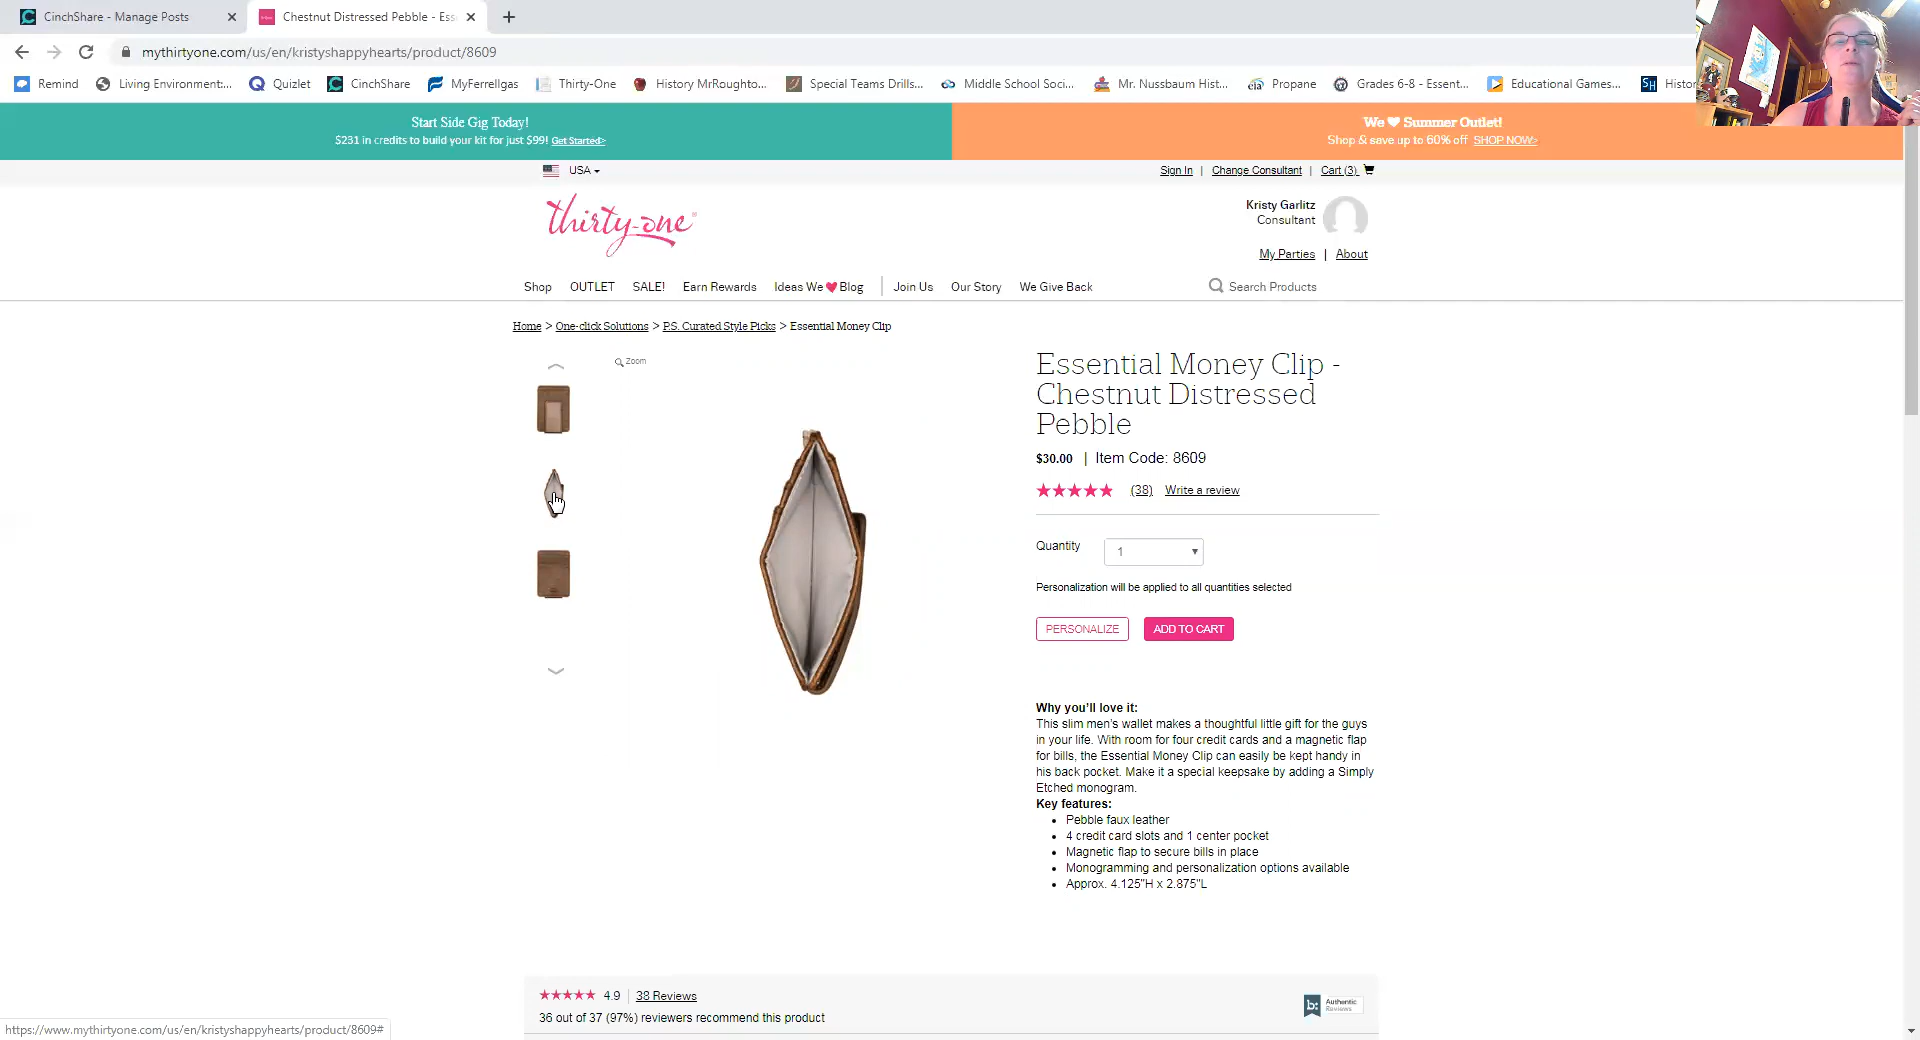 CinchShare - Manage Posts
Chestnut Distressed Pebble - Ess
mythirtyone.com/us/en/kristyshappyhearts/product/8609
Remind
Living Environment:...
Quizlet
CinchShare
MyFerrellgas
Thirty-One
History MrRoughto...
Special Teams Drills...
Middle School Soci...
Mr. Nussbaum Hist...
eia Propane
Grades 6-8 - Essent...
Educational Games...
SH Histor
Start Side Gig Today!
$231 in credits to build your kit for just $99! Get Started>
We ❤ Summer Outlet!
Shop & save up to 60% off SHOP NOW>
USA
Sign In | Change Consultant | Cart (3)
thirty-one
Kristy Garlitz
Consultant
My Parties | About
Shop OUTLET SALE! Earn Rewards Ideas We ❤ Blog Join Us Our Story We Give Back
Search Products
Home > One-click Solutions > P.S. Curated Style Picks > Essential Money Clip
Zoom
Essential Money Clip -
Chestnut Distressed
Pebble
$30.00 | Item Code: 8609
★★★★★ (38) Write a review
Quantity 1
Personalization will be applied to all quantities selected
PERSONALIZE ADD TO CART
Why you'll love it:
This slim men's wallet makes a thoughtful little gift for the guys
in your life. With room for four credit cards and a magnetic flap
for bills, the Essential Money Clip can easily be kept handy in
his back pocket. Make it a special keepsake by adding a Simply
Etched monogram.
Key features:
• Pebble faux leather
• 4 credit card slots and 1 center pocket
• Magnetic flap to secure bills in place
• Monogramming and personalization options available
• Approx. 4.125"H x 2.875"L
★★★★★ 4.9 | 38 Reviews
b: Authentic
Reviews
36 out of 37 (97%) reviewers recommend this product
https://www.mythirtyone.com/us/en/kristyshappyhearts/product/8609#